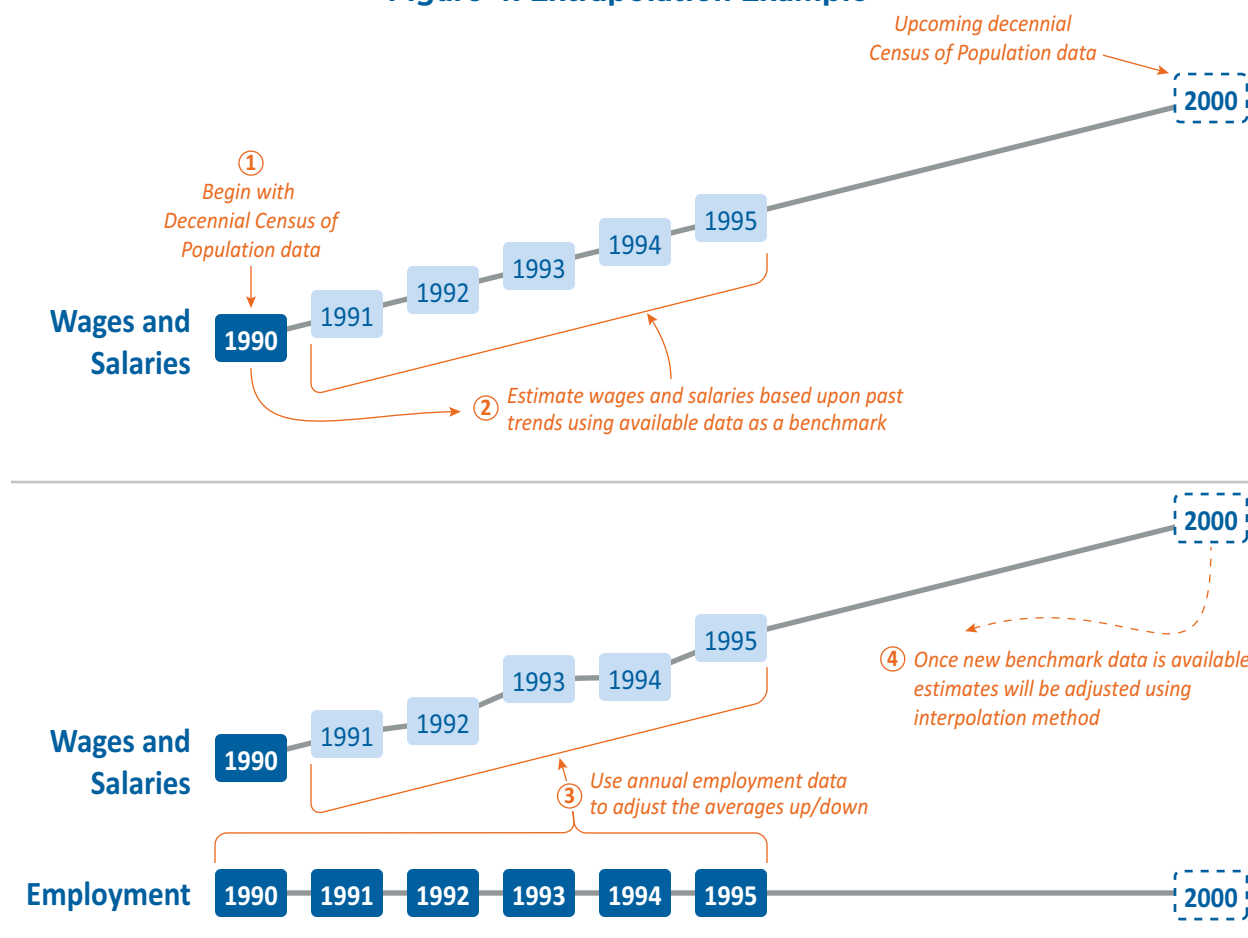 Upcoming decennial
Census of Population data
2000
1
Begin with
Decennial Census of
Population data
1995
1994
1993
1992
1991
1990
Wages and
Salaries
2 Estimate wages and salaries based upon past
trends using available data as a benchmark
2000
1995
1994
1993
1992
1991
1990
4 Once new benchmark data is available
estimates will be adjusted using
interpolation method
Wages and
Salaries
3 Use annual employment data
to adjust the averages up/down
Employment 1990 1991 1992 1993 1994 1995 2000